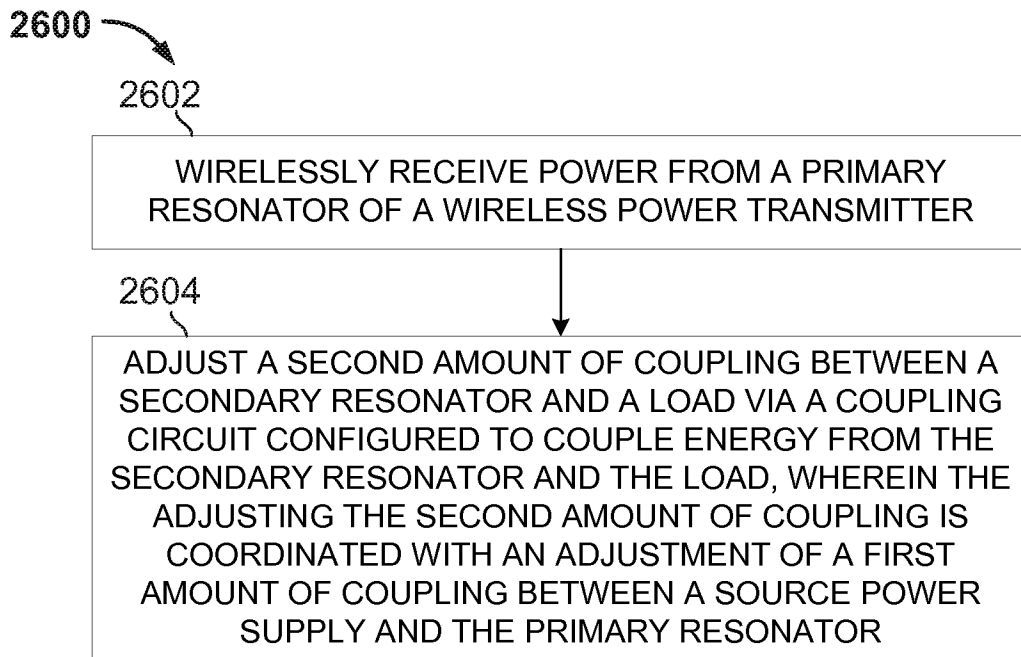 2600
2602
WIRELESSLY RECEIVE POWER FROM A PRIMARY
RESONATOR OF A WIRELESS POWER TRANSMITTER
2604
ADJUST A SECOND AMOUNT OF COUPLING BETWEEN A
SECONDARY RESONATOR AND A LOAD VIA A COUPLING
CIRCUIT CONFIGURED TO COUPLE ENERGY FROM THE
SECONDARY RESONATOR AND THE LOAD, WHEREIN THE
ADJUSTING THE SECOND AMOUNT OF COUPLING IS
COORDINATED WITH AN ADJUSTMENT OF A FIRST
AMOUNT OF COUPLING BETWEEN A SOURCE POWER
SUPPLY AND THE PRIMARY RESONATOR